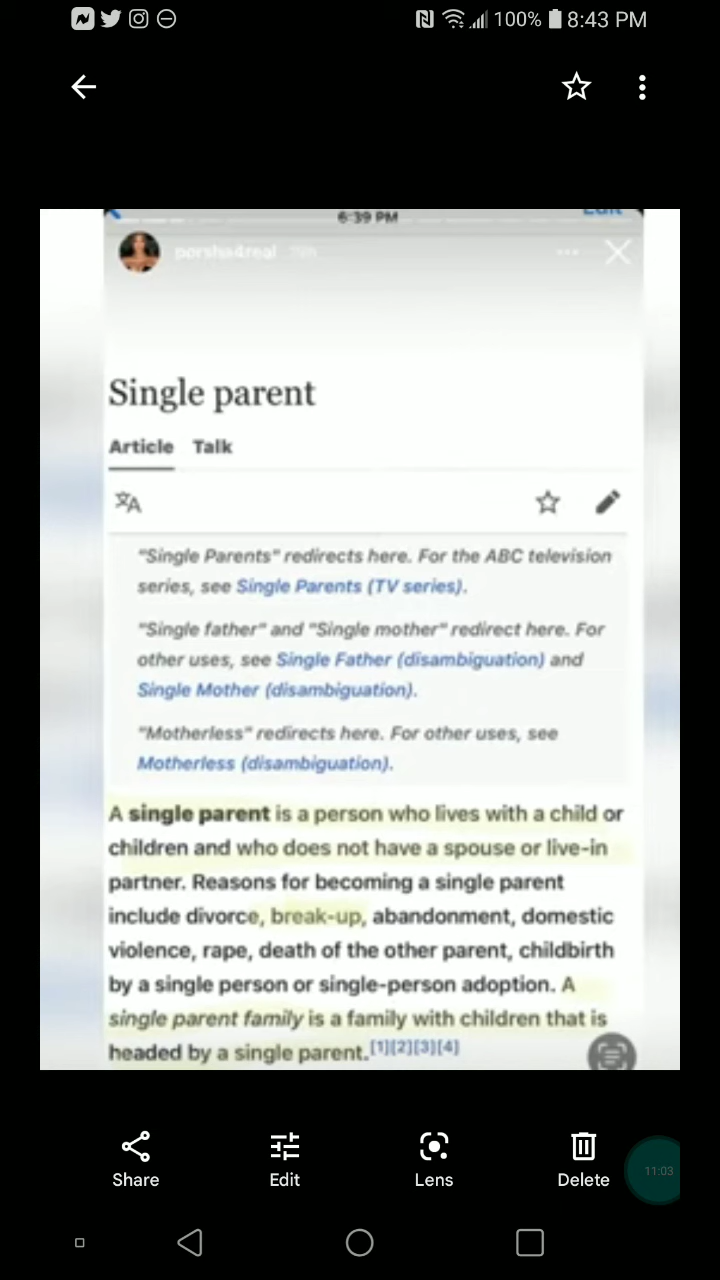 100% 8:43 PM
6:39 PM
Edit
porsha4real
Single parent
Article Talk
"Single Parents" redirects here. For the ABC television
series, see Single Parents (TV series).
"Single father" and "Single mother" redirect here. For
other uses, see Single Father (disambiguation) and
Single Mother (disambiguation).
"Motherless" redirects here. For other uses, see
Motherless (disambiguation).
A single parent is a person who lives with a child or
children and who does not have a spouse or live-in
partner. Reasons for becoming a single parent
include divorce, break-up, abandonment, domestic
violence, rape, death of the other parent, childbirth
by a single person or single-person adoption. A
single parent family is a family with children that is
headed by a single parent.[1][2][3][4]
Share Edit Lens Delete
11:03